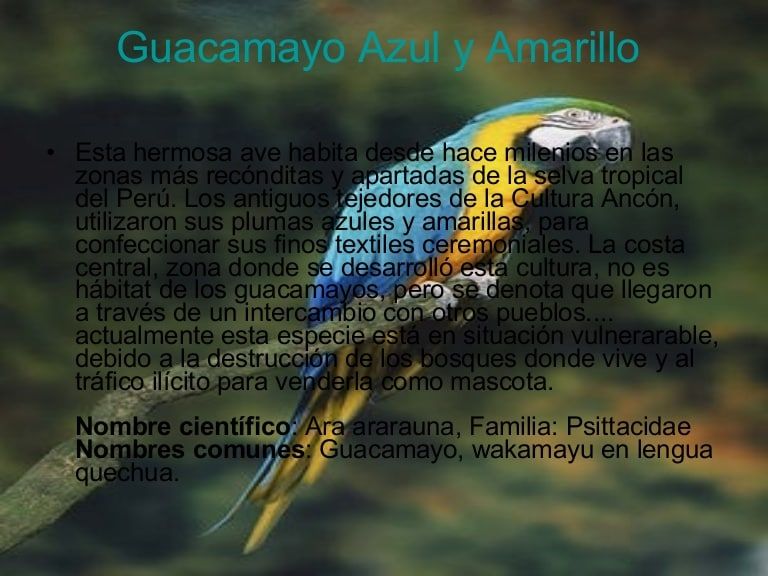 Guacamayo Azul y Amarillo
• Esta hermosa ave habita desde hace milenios en las
zonas más recónditas y apartadas de la selva tropical
del Perú. Los antiguos tejedores de la Cultura Ancón,
utilizaron sus plumas azules y amarillas, para
confeccionar sus finos textiles ceremoniales. La costa
central, zona donde se desarrolló esta cultura, no es
hábitat de los guacamayos, pero se denota que llegaron
a través de un intercambio con otros pueblos....
actualmente esta especie está en situación vulnerarable,
debido a la destrucción de los bosques donde vive y al
tráfico ilícito para venderla como mascota.
Nombre científico: Ara ararauna, Familia: Psittacidae
Nombres comunes: Guacamayo, wakamayu en lengua
quechua.